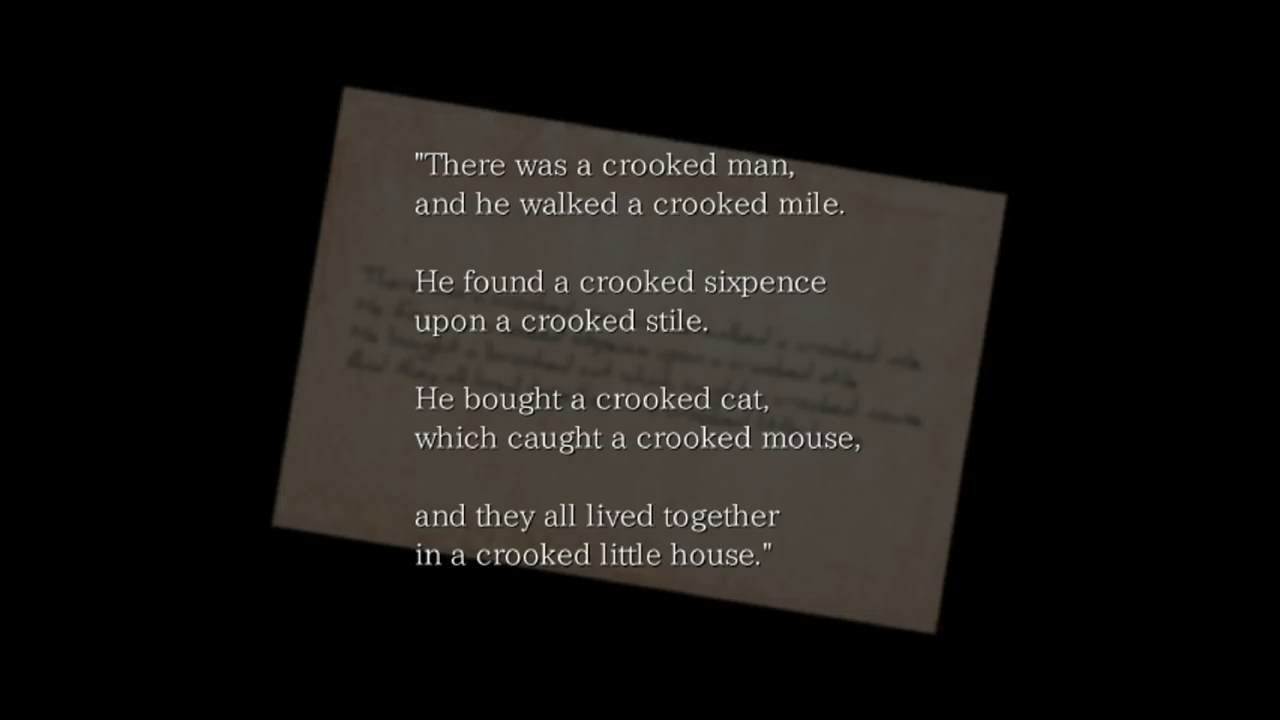 "There was a crooked man,
and he walked a crooked mile.
He found a crooked sixpence
upon a crooked stile.
He bought a crooked cat,
which caught a crooked mouse,
and they all lived together
in a crooked little house."